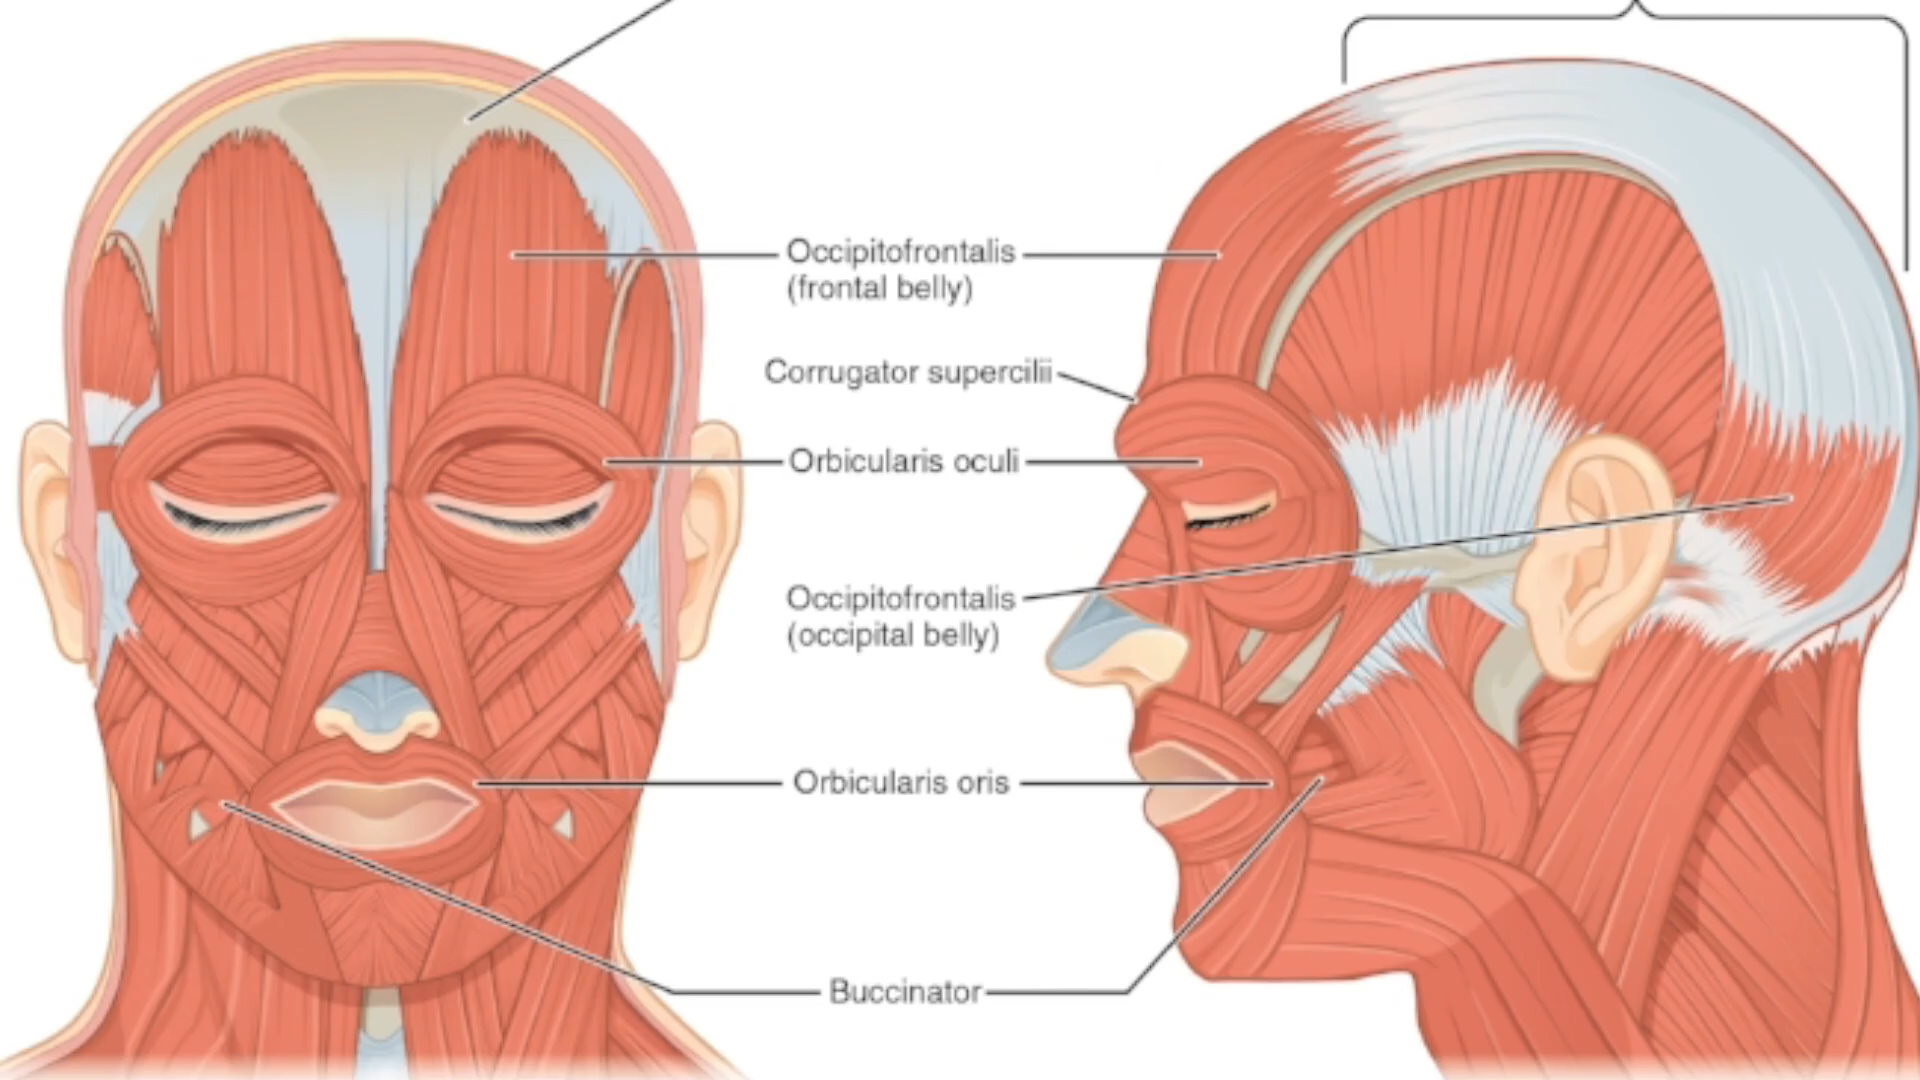 Occipitofrontalis
(frontal belly)
Corrugator supercilii
Orbicularis oculi
Occipitofrontalis
(occipital belly)
Orbicularis oris
Buccinator